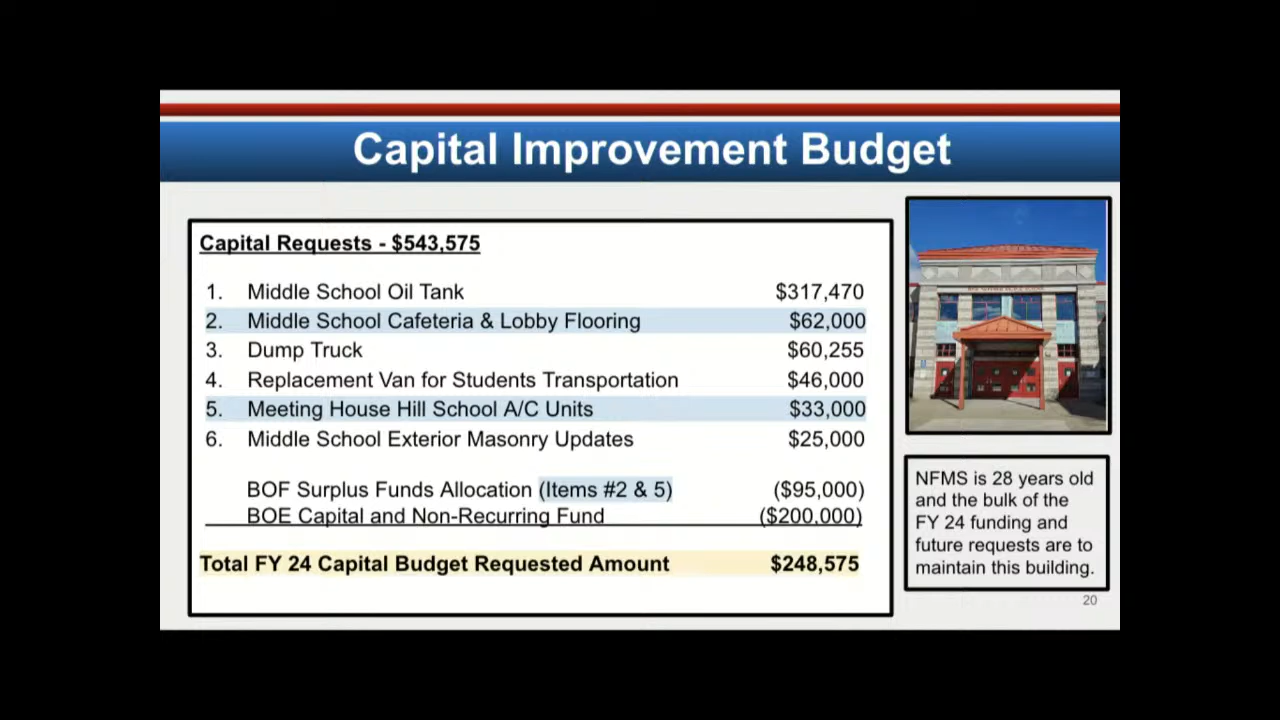 Capital Improvement Budget
Capital Requests - $543,575
1. Middle School Oil Tank $317,470
2. Middle School Cafeteria & Lobby Flooring $62,000
3. Dump Truck $60,255
4. Replacement Van for Students Transportation $46,000
5. Meeting House Hill School A/C Units $33,000
6. Middle School Exterior Masonry Updates $25,000
BOF Surplus Funds Allocation (Items #2 & 5) ($95,000)
BOE Capital and Non-Recurring Fund ($200,000)
Total FY 24 Capital Budget Requested Amount $248,575
NFMS is 28 years old
and the bulk of the
FY 24 funding and
future requests are to
maintain this building.
20